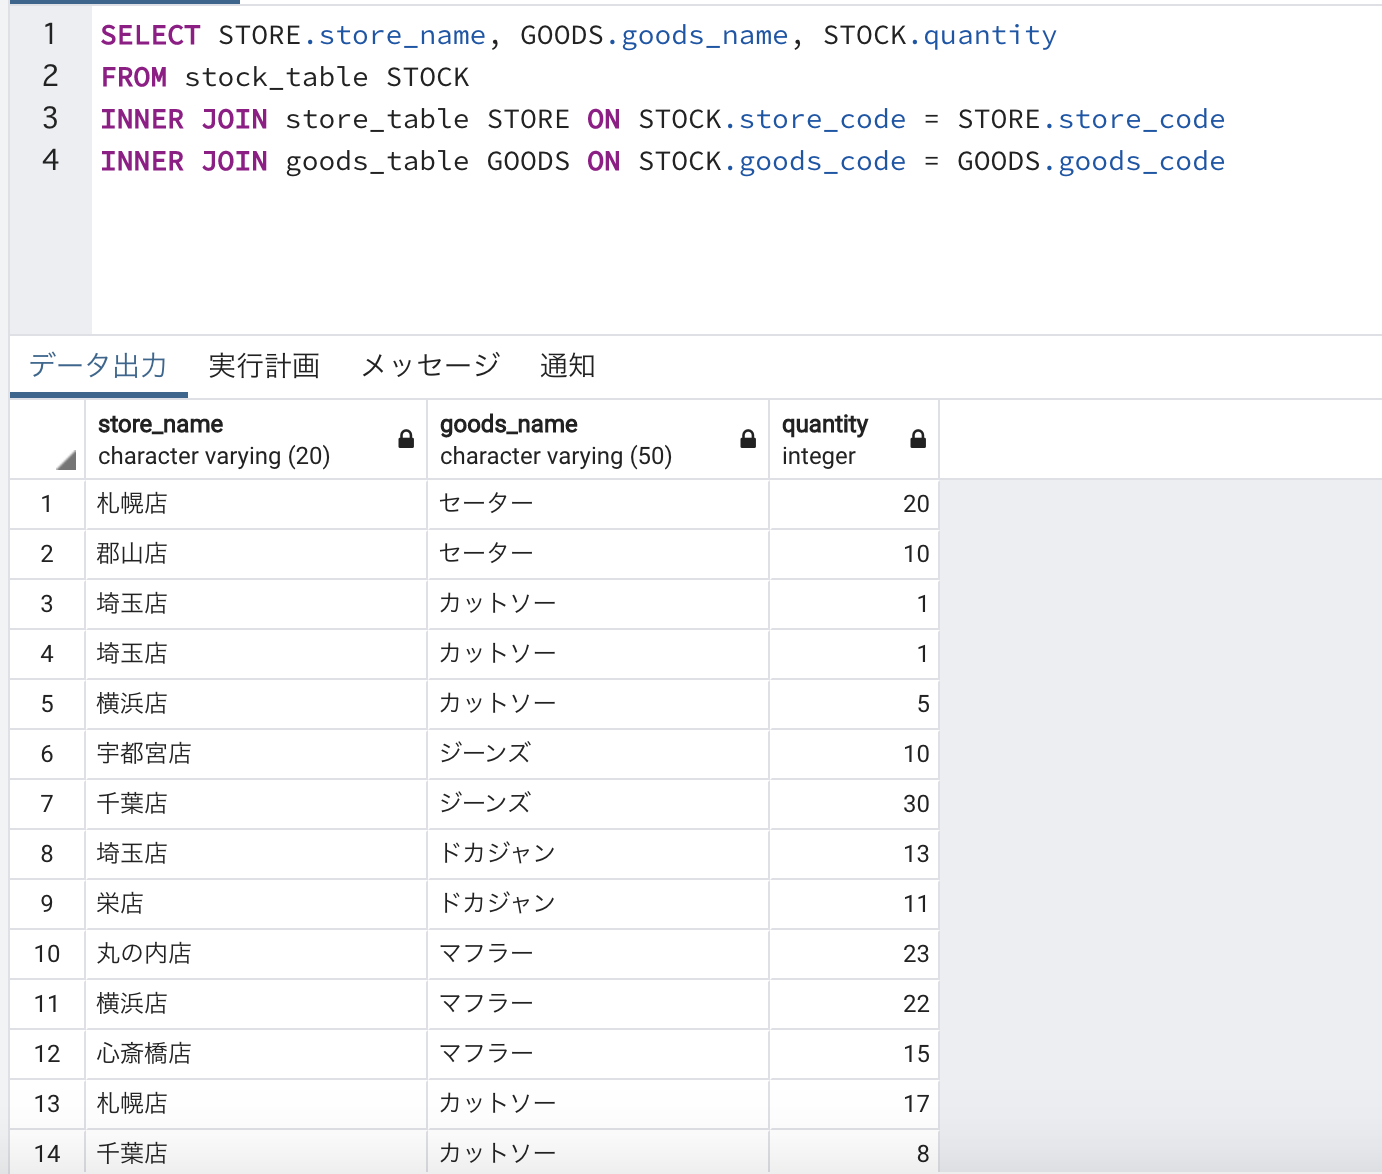 1 SELECT STORE.store_name, GOODS.goods_name, STOCK.quantity
2 FROM stock_table STOCK
3 INNER JOIN store_table STORE ON STOCK.store_code = STORE.store_code
4 INNER JOIN goods_table GOODS ON STOCK.goods_code = GOODS.goods_code
データ出力 実行計画 メッセージ 通知
store_name goods_name quantity
character varying (20) character varying (50) integer
1 札幌店 セーター 20
2 郡山店 セーター 10
3 埼玉店 カットソー 1
4 埼玉店 カットソー 1
5 横浜店 カットソー 5
6 宇都宮店 ジーンズ 10
7 千葉店 ジーンズ 30
8 埼玉店 ドカジャン 13
9 栄店 ドカジャン 11
10 丸の内店 マフラー 23
11 横浜店 マフラー 22
12 心斎橋店 マフラー 15
13 札幌店 カットソー 17
14 千葉店 カットソー 8